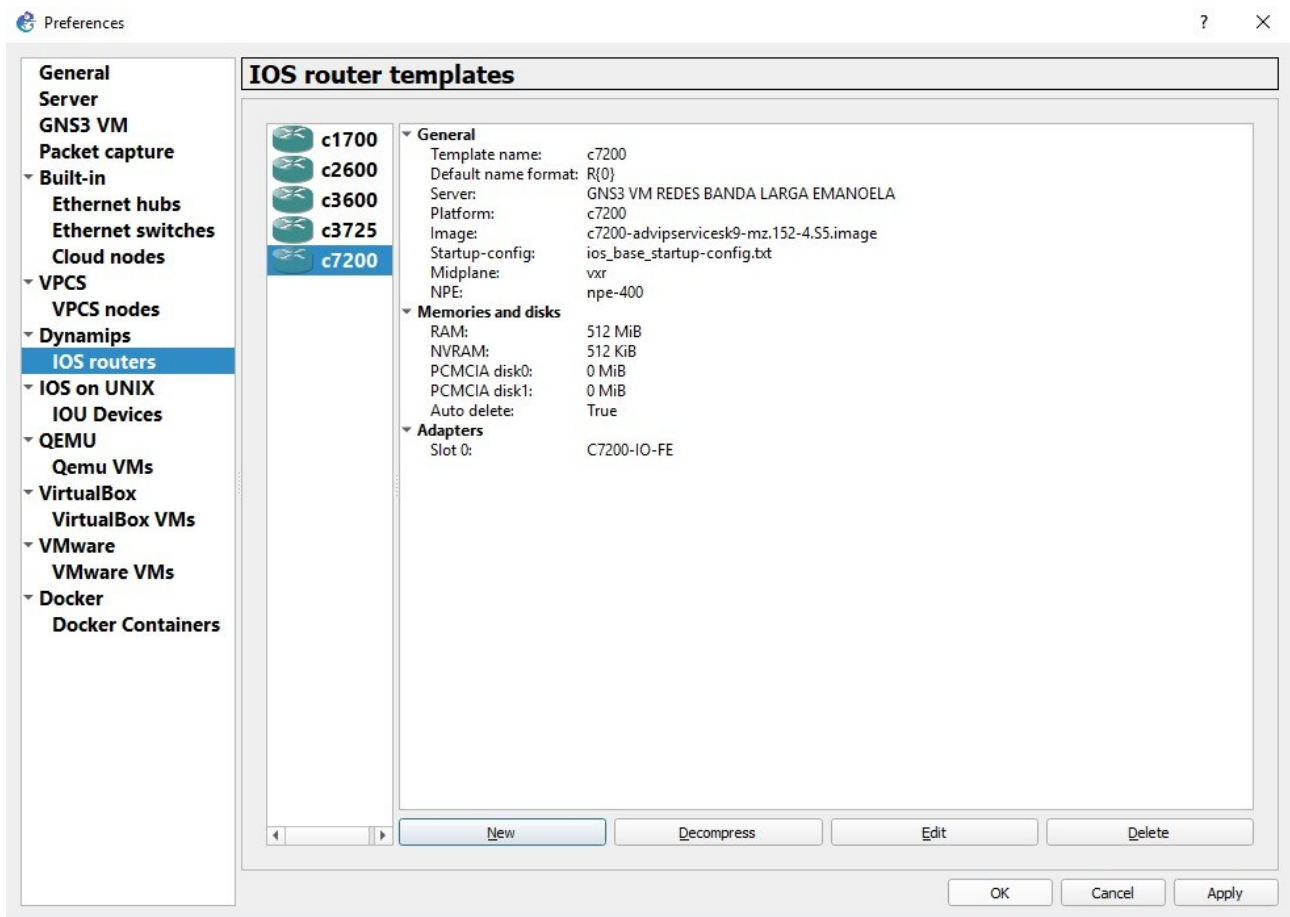 Preferences
?
General
Server
GNS3 VM
Packet capture
Built-in
Ethernet hubs
Ethernet switches
Cloud nodes
VPCS
VPCS nodes
Dynamips
IOS routers
IOS on UNIX
IOU Devices
QEMU
Qemu VMs
VirtualBox
VirtualBox VMs
VMware
VMware VMs
Docker
Docker Containers
IOS router templates
c1700
c2600
c3600
c3725
c7200
General
Template name: c7200
Default name format: R{0}
Server: GNS3 VM REDES BANDA LARGA EMANOELA
Platform: c7200
Image: c7200-advipservicesk9-mz.152-4.S5.image
Startup-config: ios_base_startup-config.txt
Midplane: vxr
NPE: npe-400
Memories and disks
RAM: 512 MiB
NVRAM: 512 KiB
PCMCIA disk0: 0 MiB
PCMCIA disk1: 0 MiB
Auto delete: True
Adapters
Slot 0: C7200-IO-FE
New Decompress Edit Delete
OK Cancel Apply